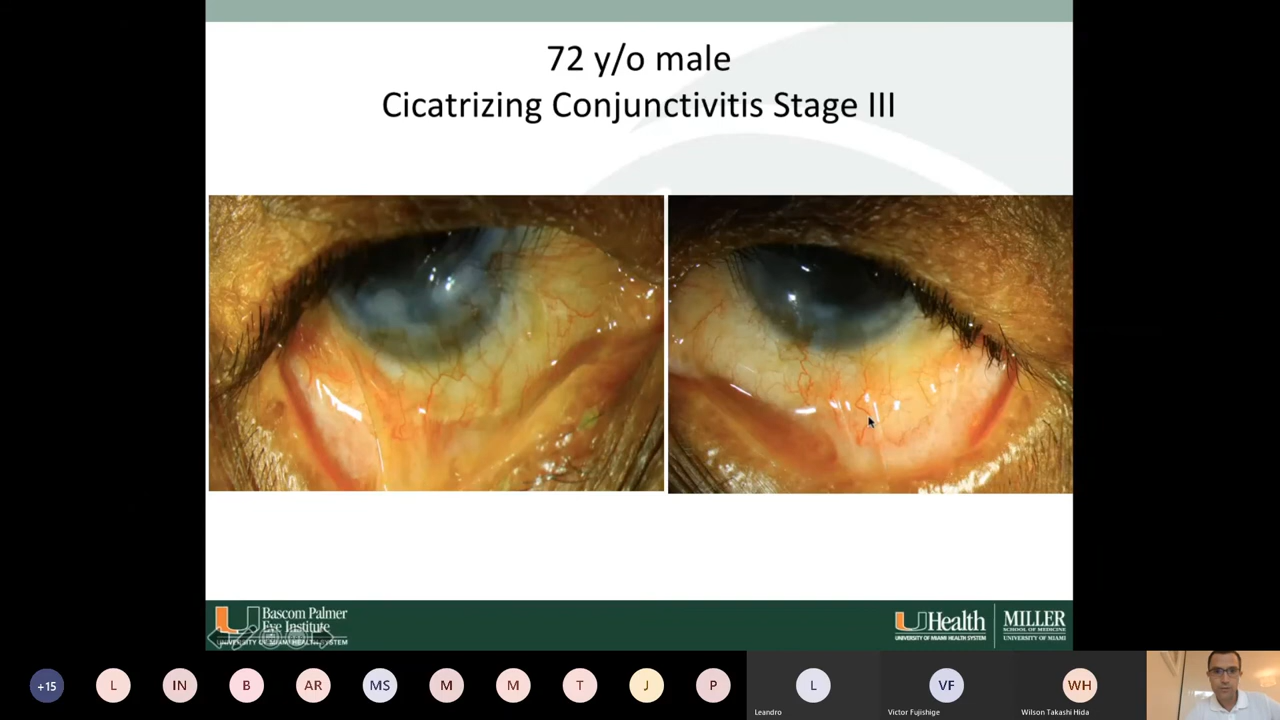 72 y/o male
Cicatrizing Conjunctivitis Stage III
Bascom Palmer
Eye Institute
UNIVERSITY OF MIAMI HEALTH SYSTEM
UHealth
UNIVERSITY OF MIAMI HEALTH SYSTEM
MILLER
SCHOOL OF MEDICINE
UNIVERSITY OF MIAMI
+15
L
IN
B
AR
MS
M
M
T
J
P
L
VF
WH
Leandro
Victor Fujishige
Wilson Takashi Hida